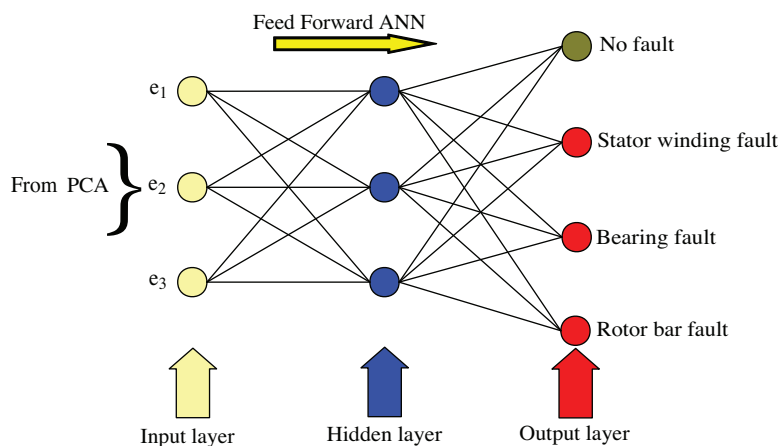 Feed Forward ANN
No fault
e1
Stator winding fault
From PCA
e2
Bearing fault
e3
Rotor bar fault
Input layer
Hidden layer
Output layer